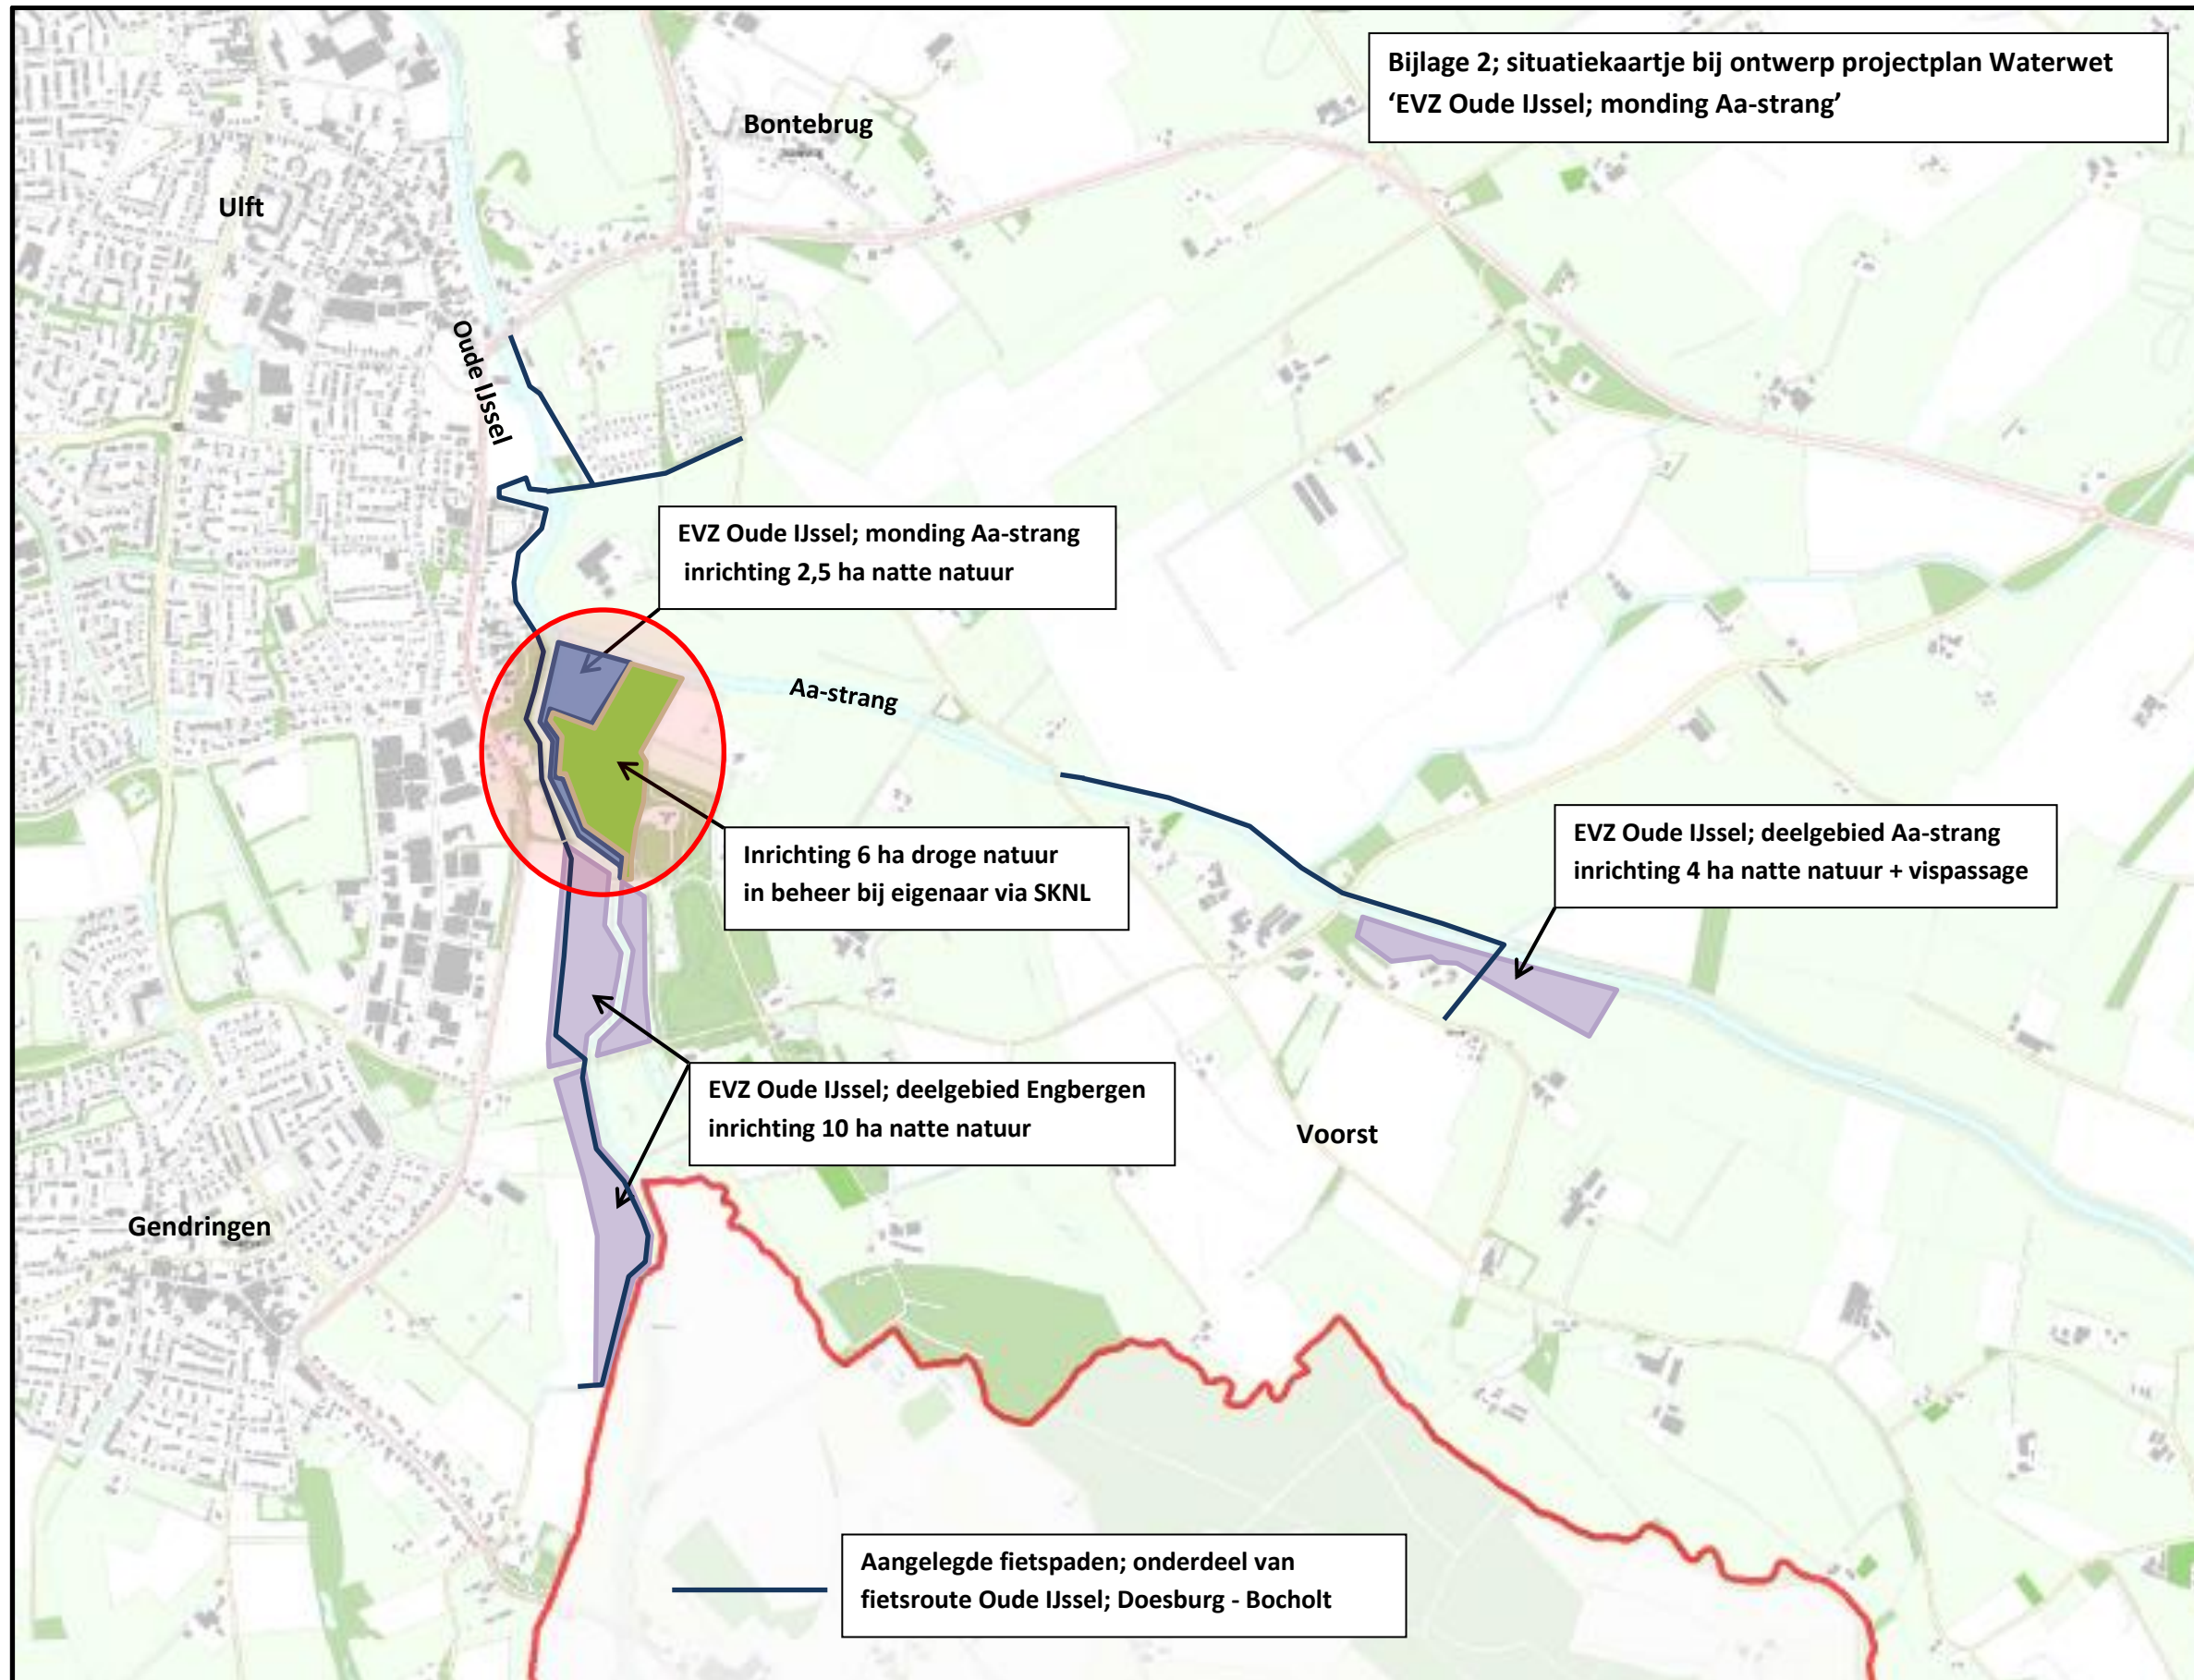 Bijlage 2; situatiekaartje bij ontwerp projectplan Waterwet
‘EVZ Oude IJssel; monding Aa-strang’
Bontebrug
Ulft
Oude IJssel
EVZ Oude IJssel; monding Aa-strang
inrichting 2,5 ha natte natuur
Aa-strang
Inrichting 6 ha droge natuur
in beheer bij eigenaar via SKNL
EVZ Oude IJssel; deelgebied Aa-strang
inrichting 4 ha natte natuur + vispassage
EVZ Oude IJssel; deelgebied Engbergen
inrichting 10 ha natte natuur
Voorst
Gendringen
Aangelegde fietspaden; onderdeel van
fietsroute Oude IJssel; Doesburg - Bocholt